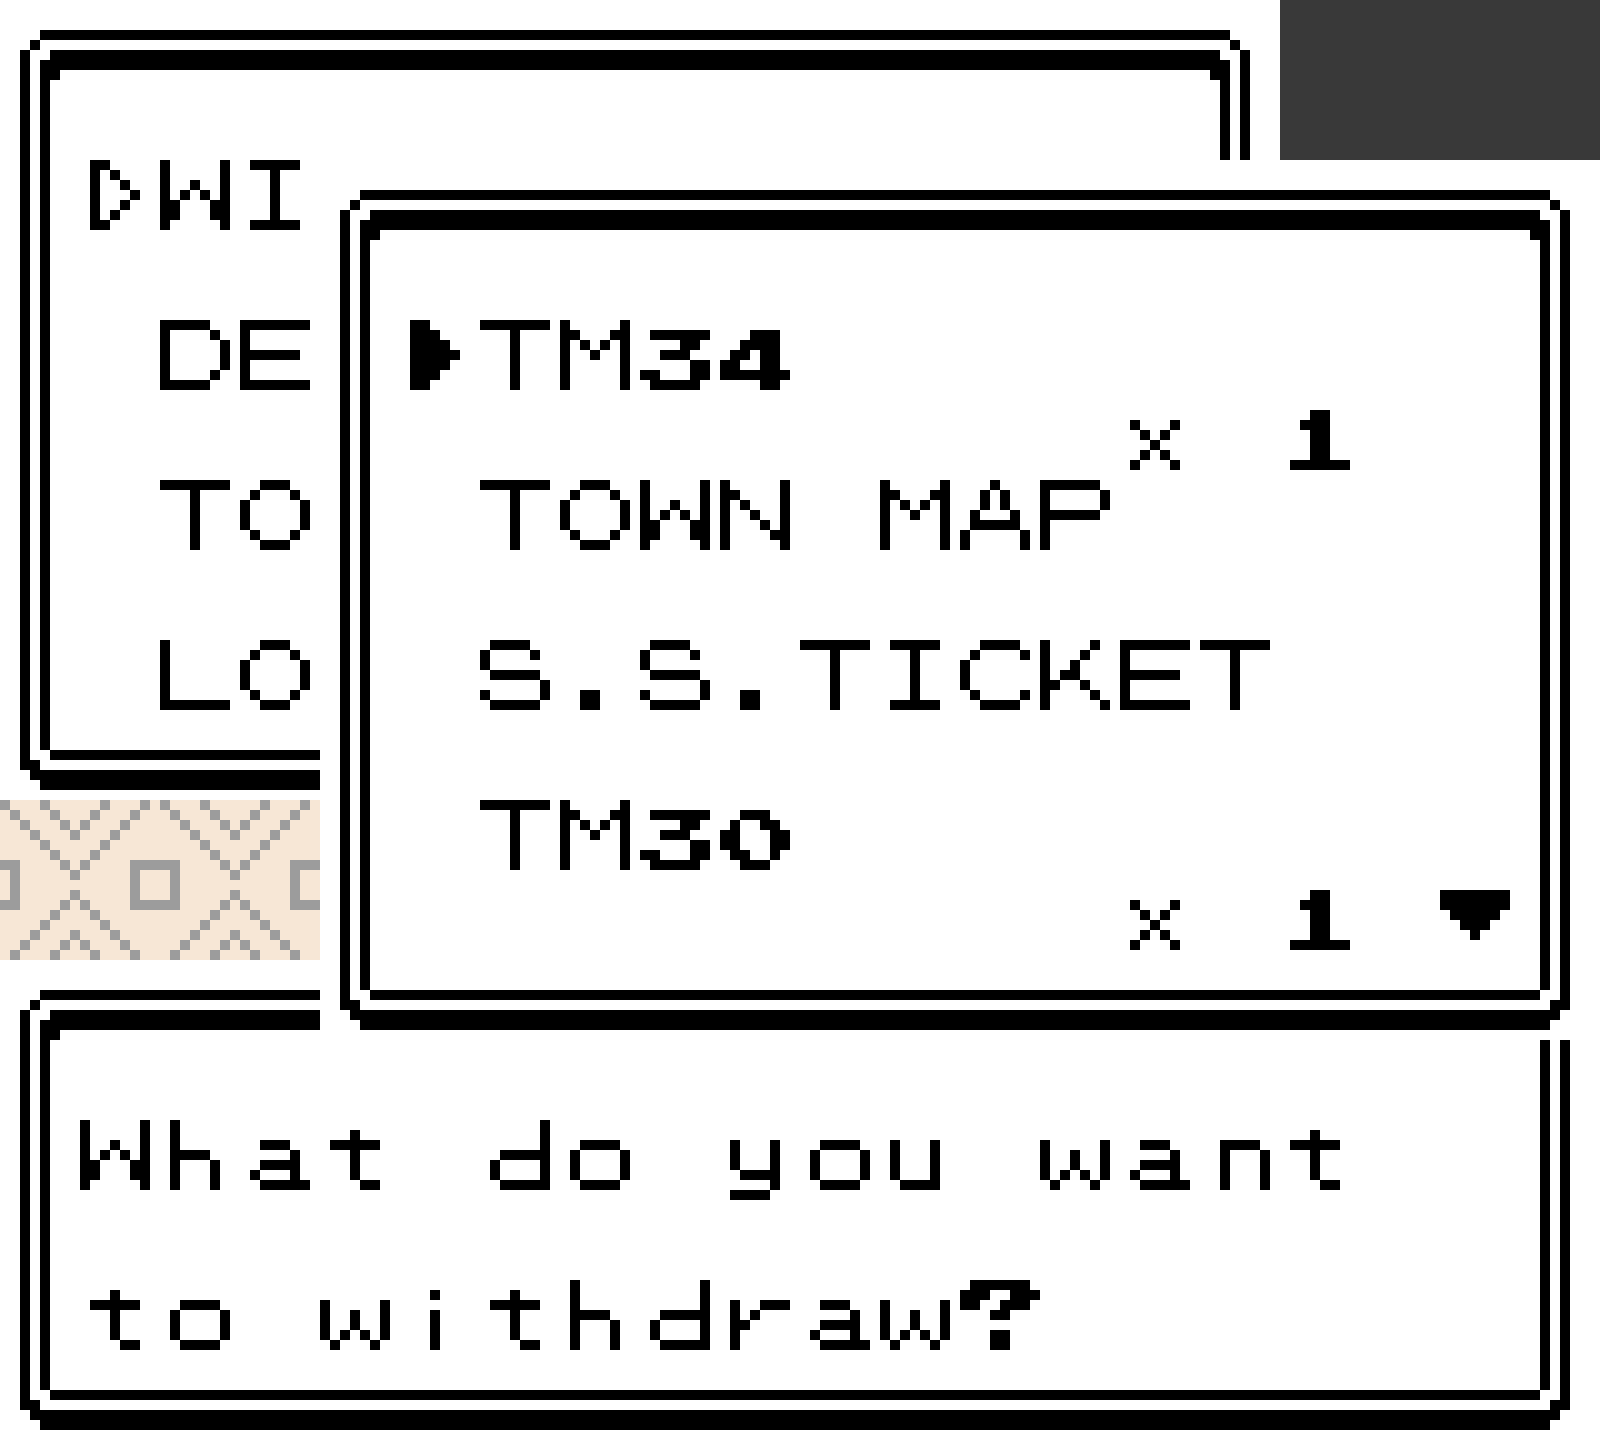 WI
DE
TO
LO
TM34
× 1
TOWN MAP
S.S.TICKET
TM30
× 1
What do you want
to withdraw?